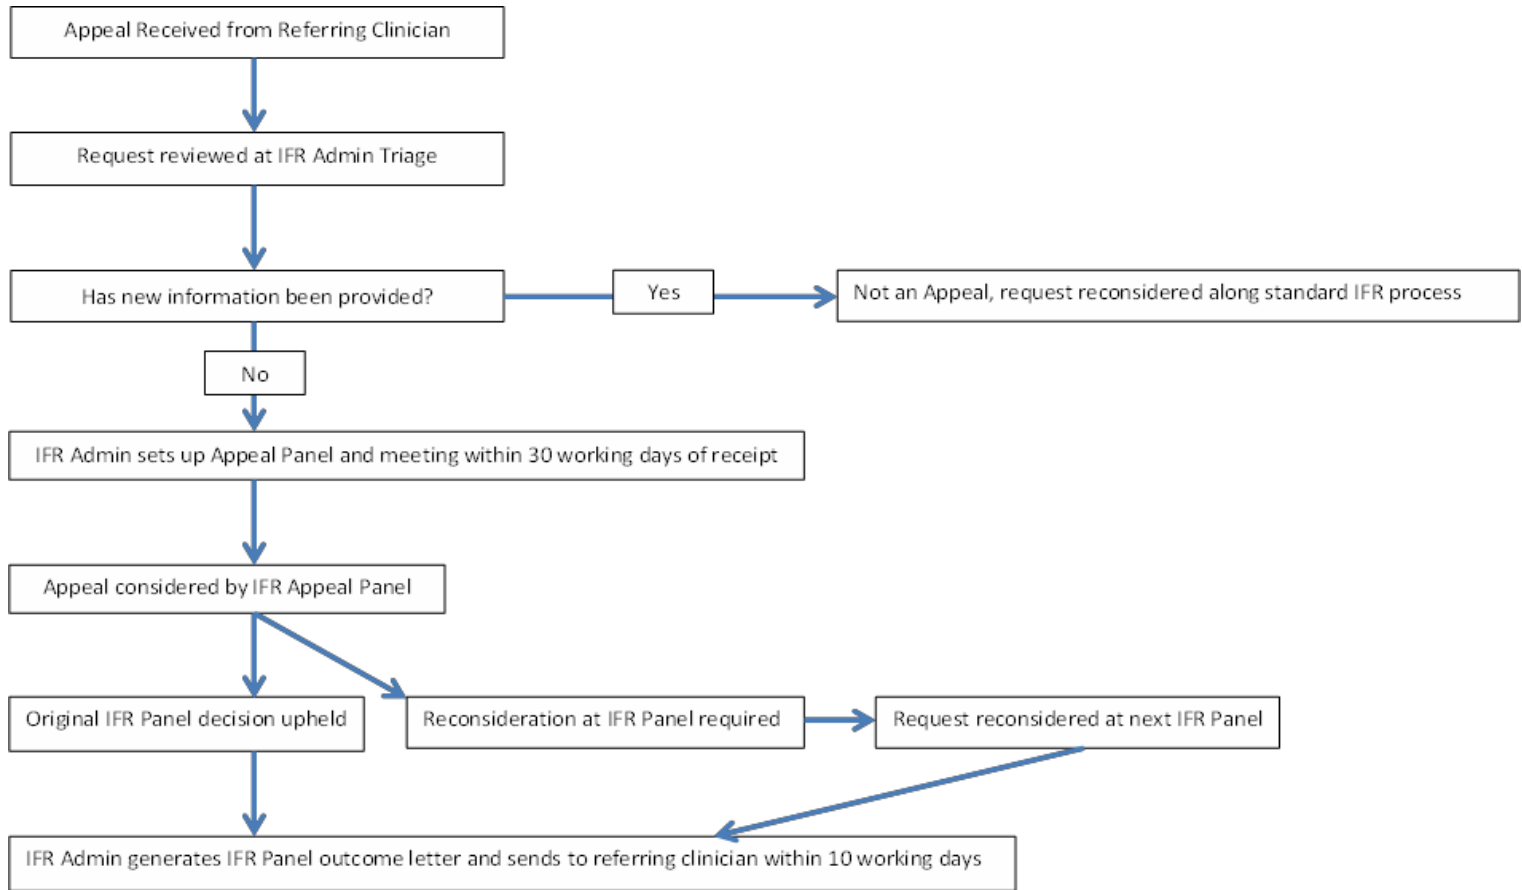 Appeal Received from Referring Clinician
Request reviewed at IFR Admin Triage
Has new information been provided?
Yes
Not an Appeal, request reconsidered along standard IFR process
No
IFR Admin sets up Appeal Panel and meeting within 30 working days of receipt
Appeal considered by IFR Appeal Panel
Original IFR Panel decision upheld
Reconsideration at IFR Panel required
Request reconsidered at next IFR Panel
IFR Admin generates IFR Panel outcome letter and sends to referring clinician within 10 working days